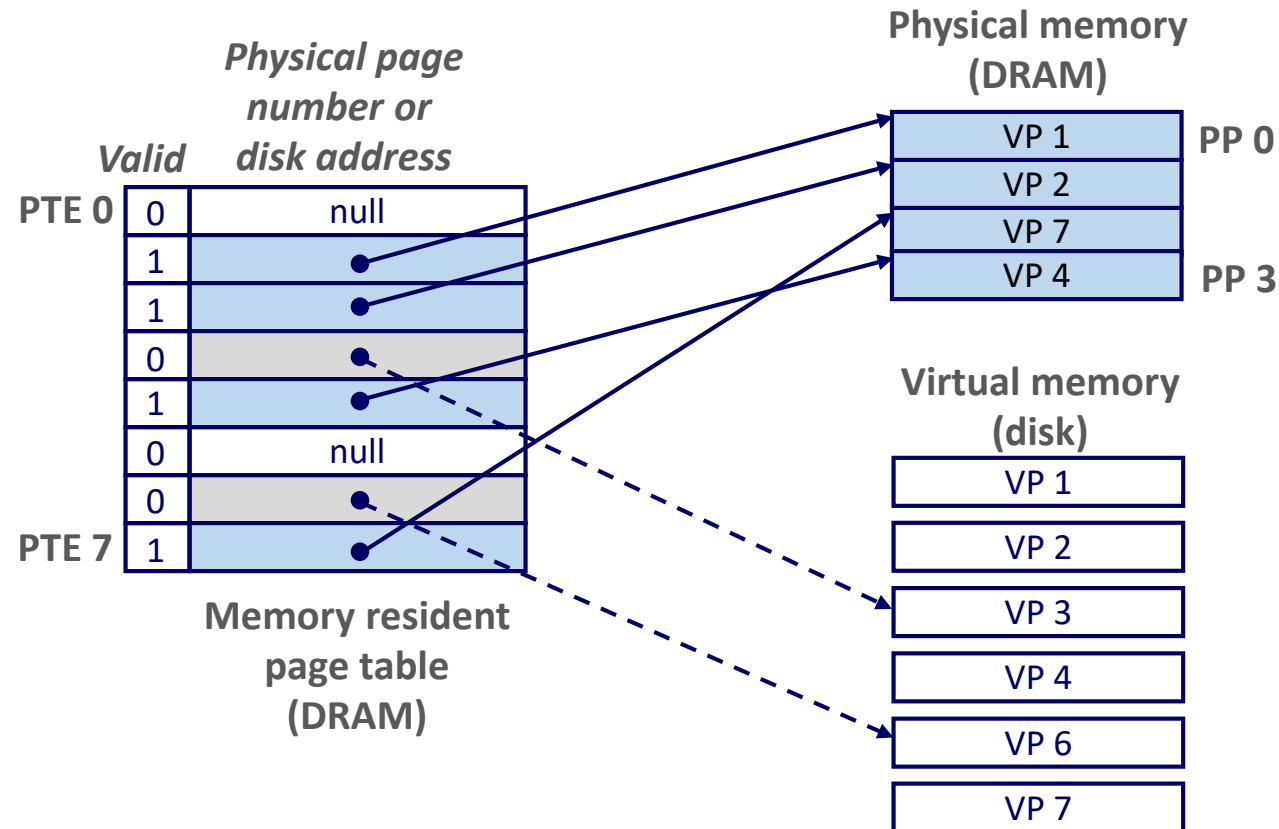 Physical page
number or
disk address
Valid
PTE 0
0
null
1
1
0
1
0
null
0
PTE 7
1
Memory resident
page table
(DRAM)
Physical memory
(DRAM)
VP 1
PP 0
VP 2
VP 7
VP 4
PP 3
Virtual memory
(disk)
VP 1
VP 2
VP 3
VP 4
VP 6
VP 7